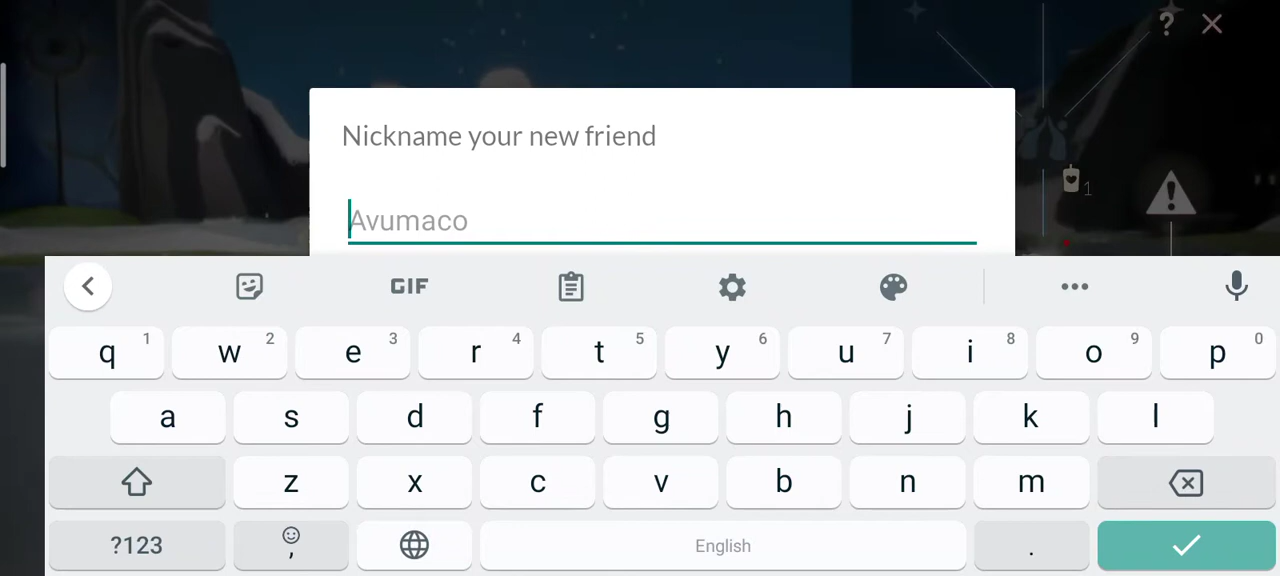 ?
Nickname your new friend
1
Avumaco
GIF
q 1 w 2 e 3 r 4 t 5 y 6 u 7 i 8 o 9 p 0
a s d f g h j k l
z x c v b n m
?123 , English .